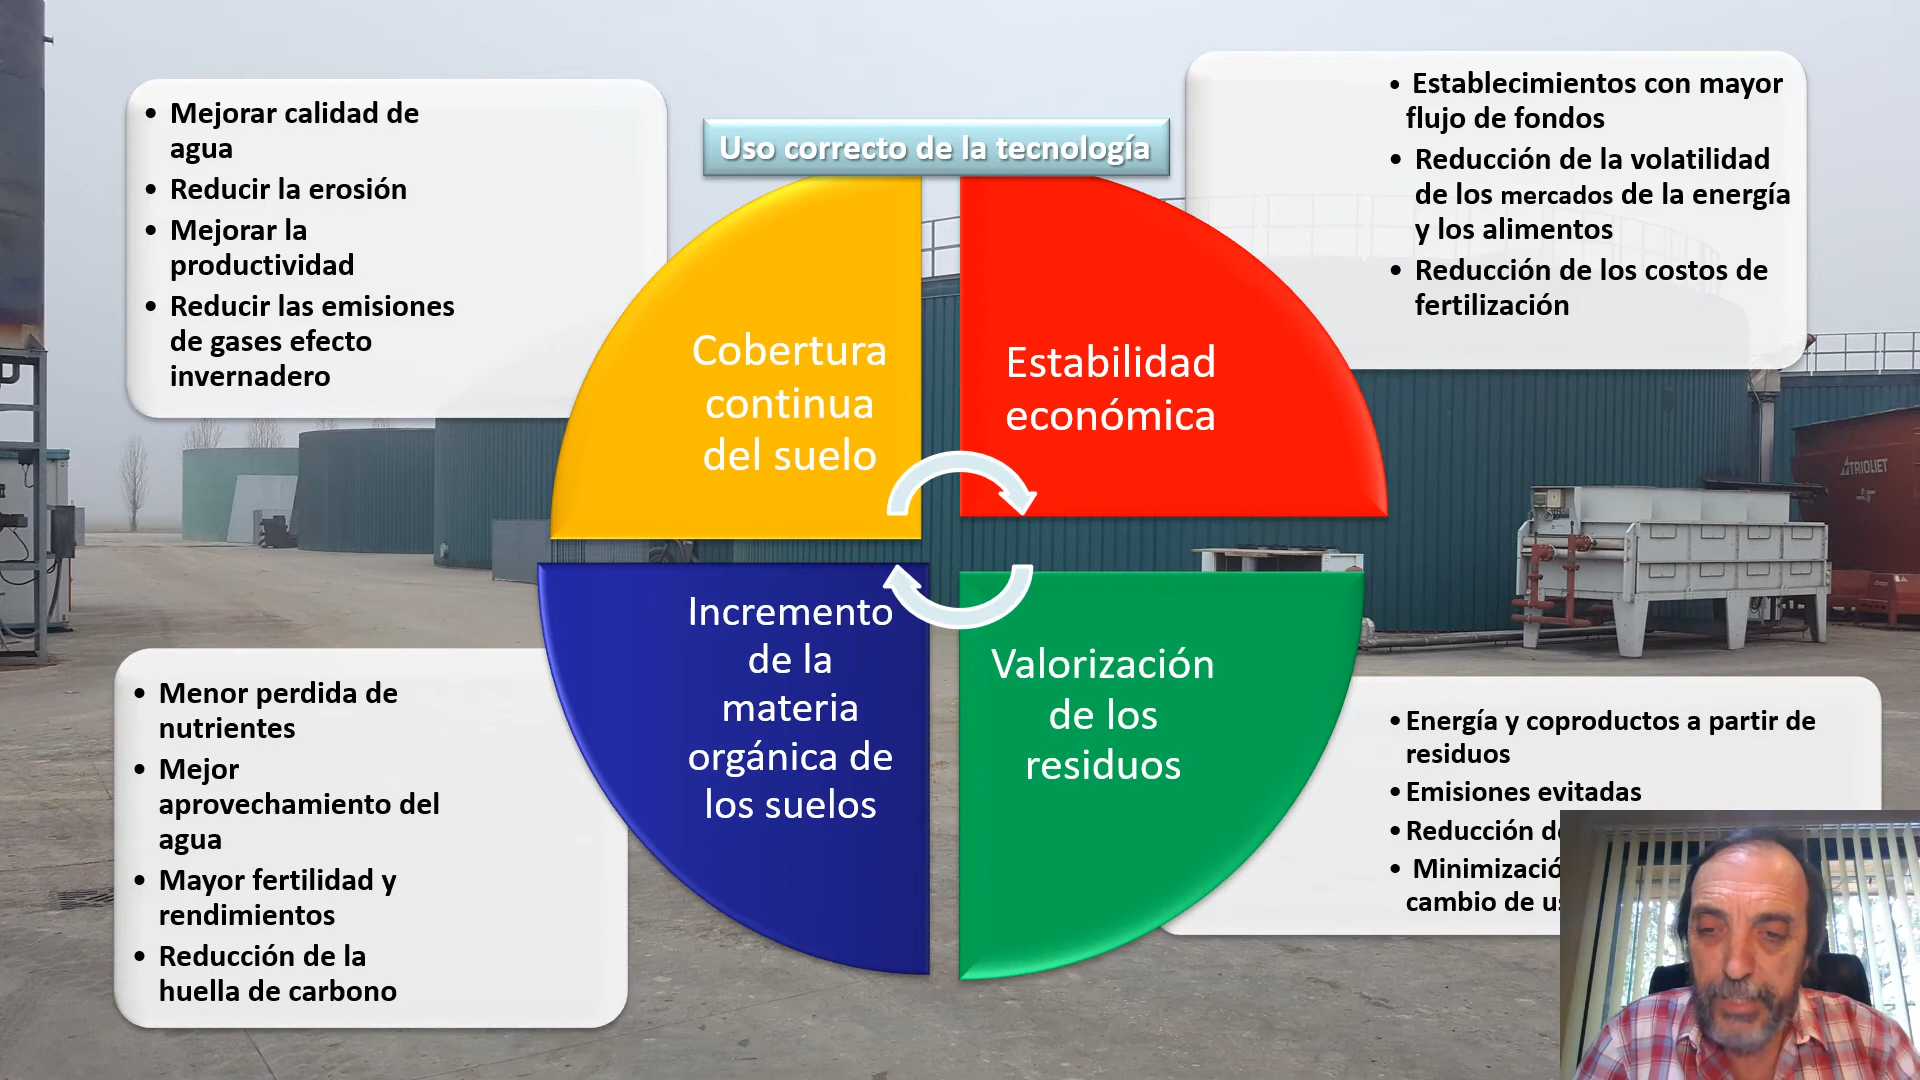 Uso correcto de la tecnología
• Mejorar calidad de
agua
• Reducir la erosión
• Mejorar la
productividad
• Reducir las emisiones
de gases efecto
invernadero
Cobertura
continua
del suelo
• Establecimientos con mayor
flujo de fondos
• Reducción de la volatilidad
de los mercados de la energía
y los alimentos
• Reducción de los costos de
fertilización
Estabilidad
económica
• Menor perdida de
nutrientes
• Mejor
aprovechamiento del
agua
• Mayor fertilidad y
rendimientos
• Reducción de la
huella de carbono
Incremento
de la
materia
orgánica de
los suelos
Valorización
de los
residuos
• Energía y coproductos a partir de
residuos
• Emisiones evitadas
• Reducción
•
cambio de
TRIOLIET